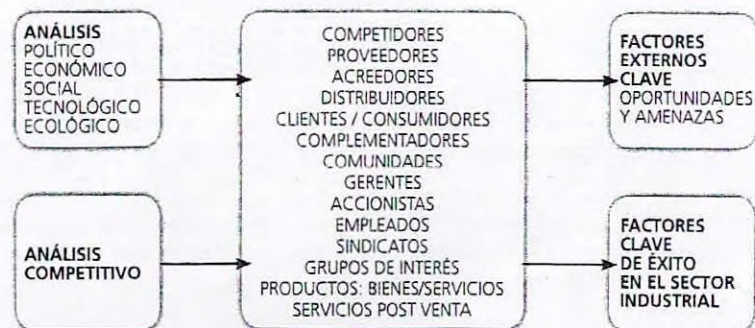 ANÁLISIS
POLÍTICO
ECONÓMICO
SOCIAL
TECNOLÓGICO
ECOLÓGICO
ANÁLISIS
COMPETITIVO
COMPETIDORES
PROVEEDORES
ACREEDORES
DISTRIBUIDORES
CLIENTES / CONSUMIDORES
COMPLEMENTADORES
COMUNIDADES
GERENTES
ACCIONISTAS
EMPLEADOS
SINDICATOS
GRUPOS DE INTERÉS
PRODUCTOS: BIENES/SERVICIOS
SERVICIOS POST VENTA
FACTORES
EXTERNOS
CLAVE
OPORTUNIDADES
Y AMENAZAS
FACTORES
CLAVE
DE ÉXITO
EN EL SECTOR
INDUSTRIAL